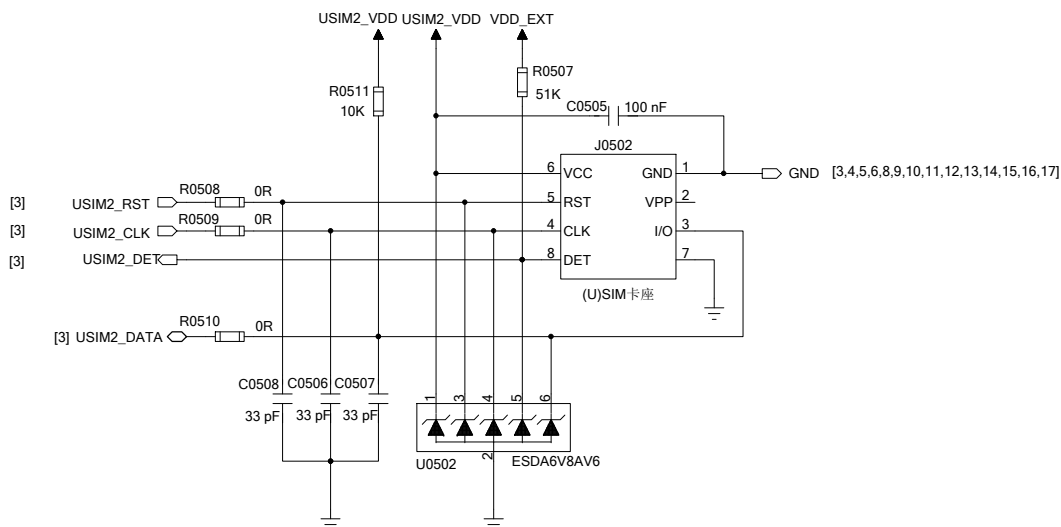 USIM2_VDD USIM2_VDD VDD_EXT
R0507
51K
R0511
10K
C0505 100 nF
J0502
6 VCC GND 1
GND [3,4,5,6,8,9,10,11,12,13,14,15,16,17]
5 RST VPP 2
4 CLK I/O 3
8 DET 7
(U)SIM卡座
[3] USIM2_RST R0508 0R
[3] USIM2_CLK R0509 0R
[3] USIM2_DET
[3] USIM2_DATA R0510 0R
C0508 C0506 C0507
33 pF 33 pF 33 pF
1 3 4 5 6
2
U0502 ESDA6V8AV6